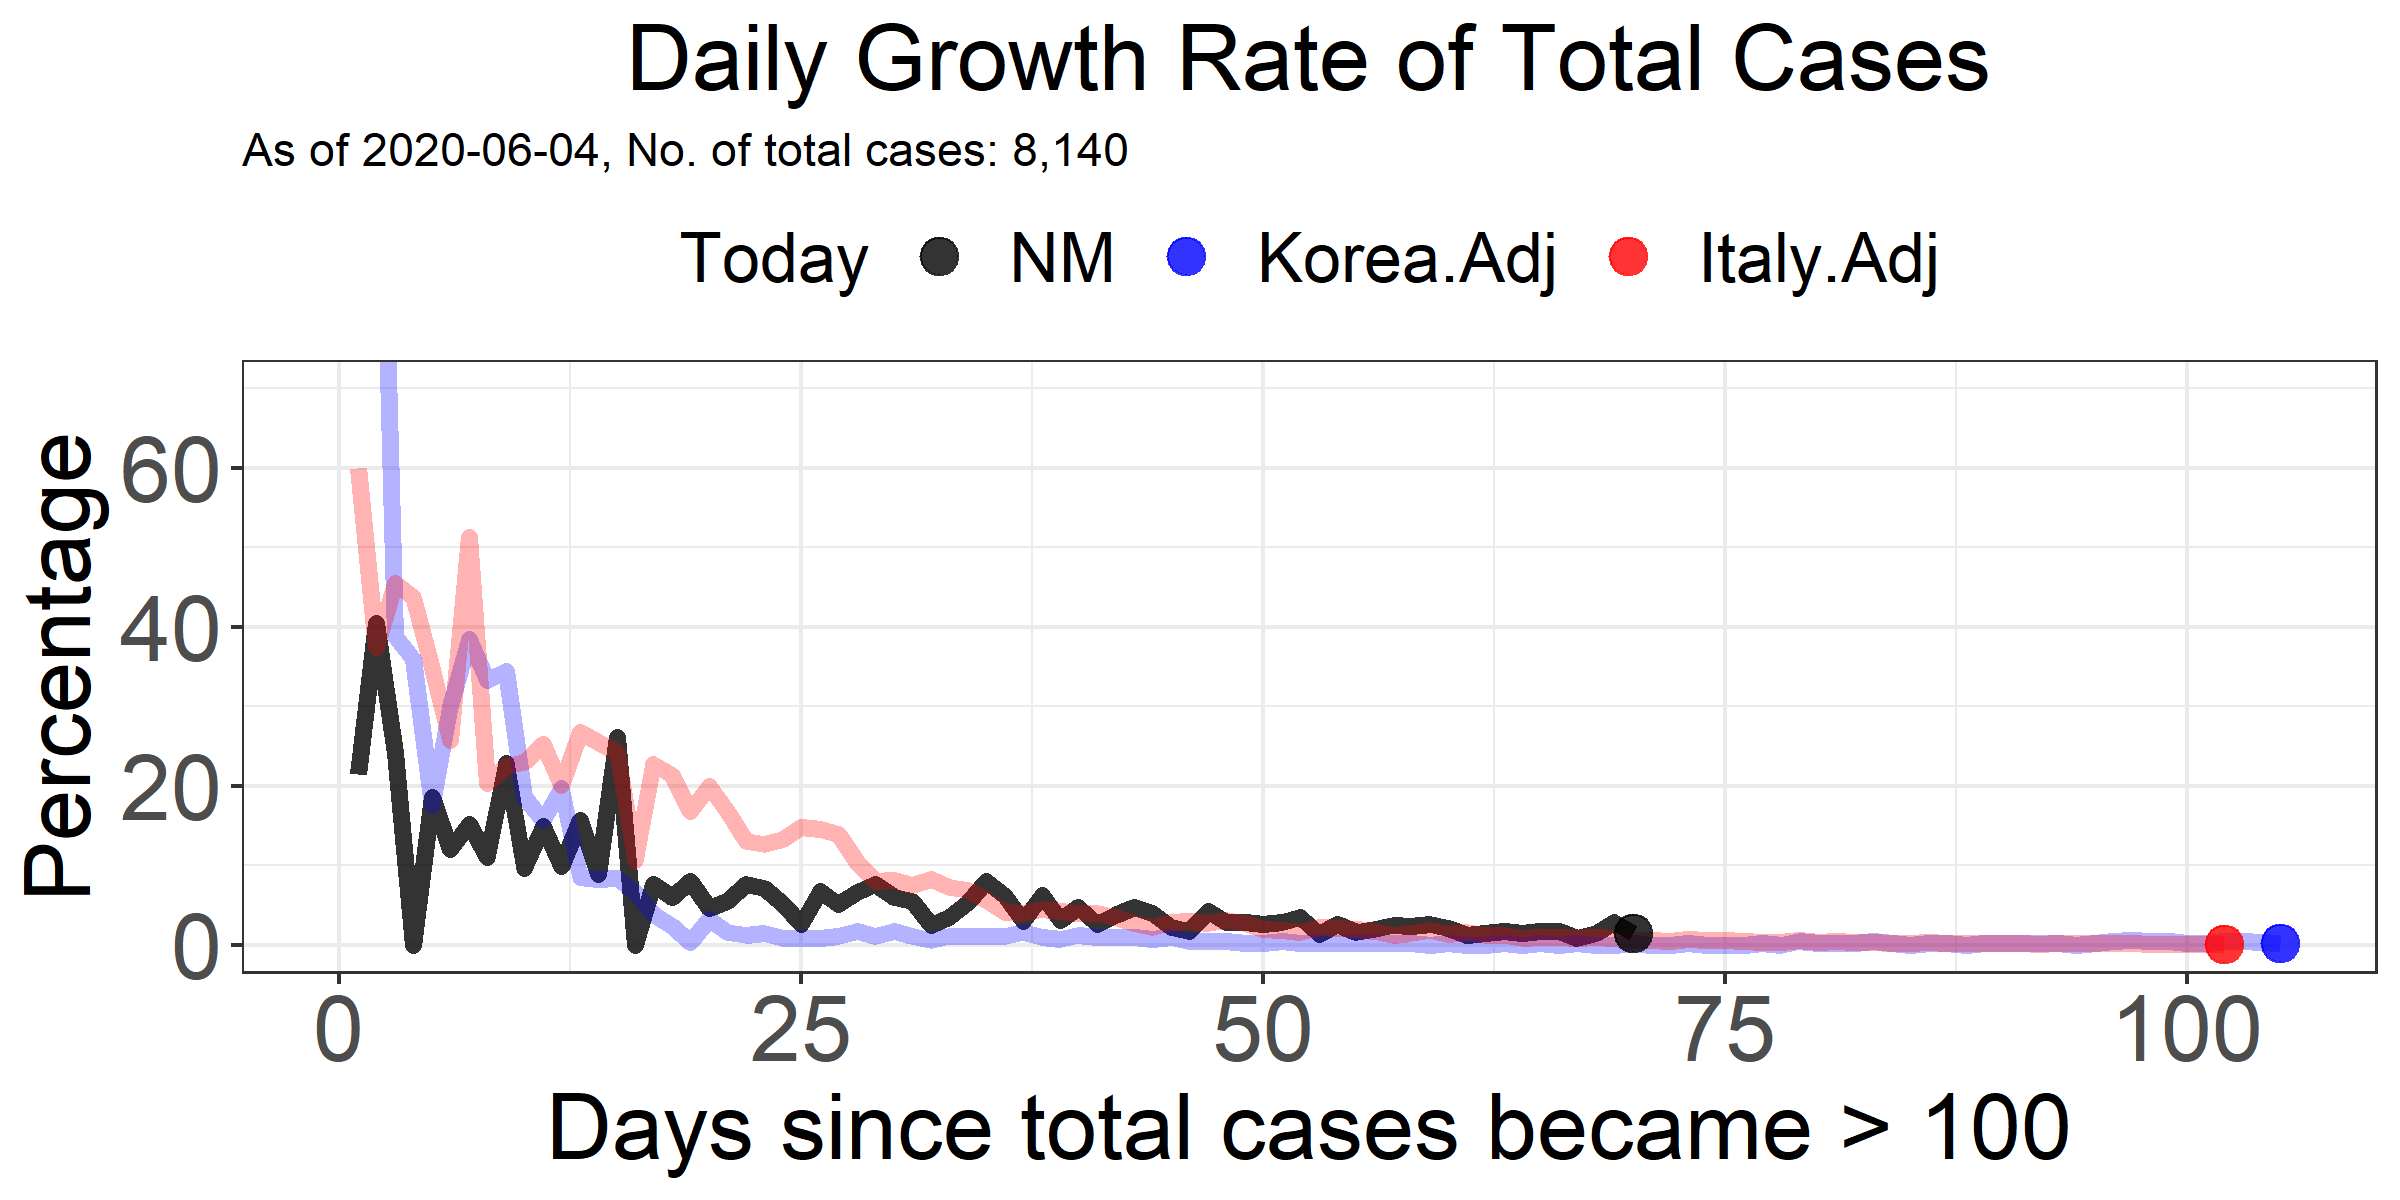 Daily Growth Rate of Total Cases
As of 2020-06-04, No. of total cases: 8,140
Today NM Korea.Adj Italy.Adj
Percentage
60
40
20
0
0 25 50 75 100
Days since total cases became > 100